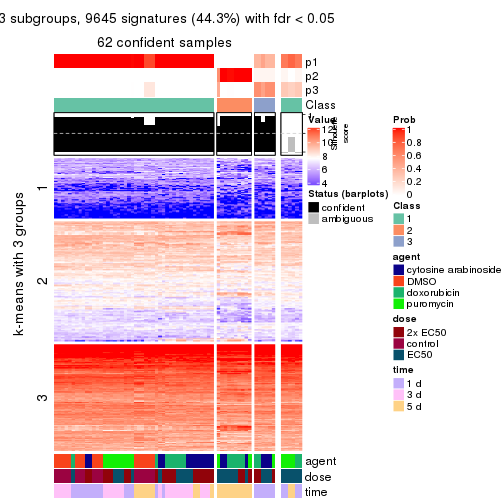 3 subgroups, 9645 signatures (44.3%) with fdr < 0.05
62 confident samples
p1
p2
p3
Class
k-means with 3 groups
1
2
3
agent
dose
time
Value
12
10
8
6
4
score
Status (barplots)
confident
ambiguous
Prob
1
0.8
0.6
0.4
0.2
0
Class
1
2
3
agent
cytosine arabinoside
DMSO
doxorubicin
puromycin
dose
2x EC50
control
EC50
time
1 d
3 d
5 d